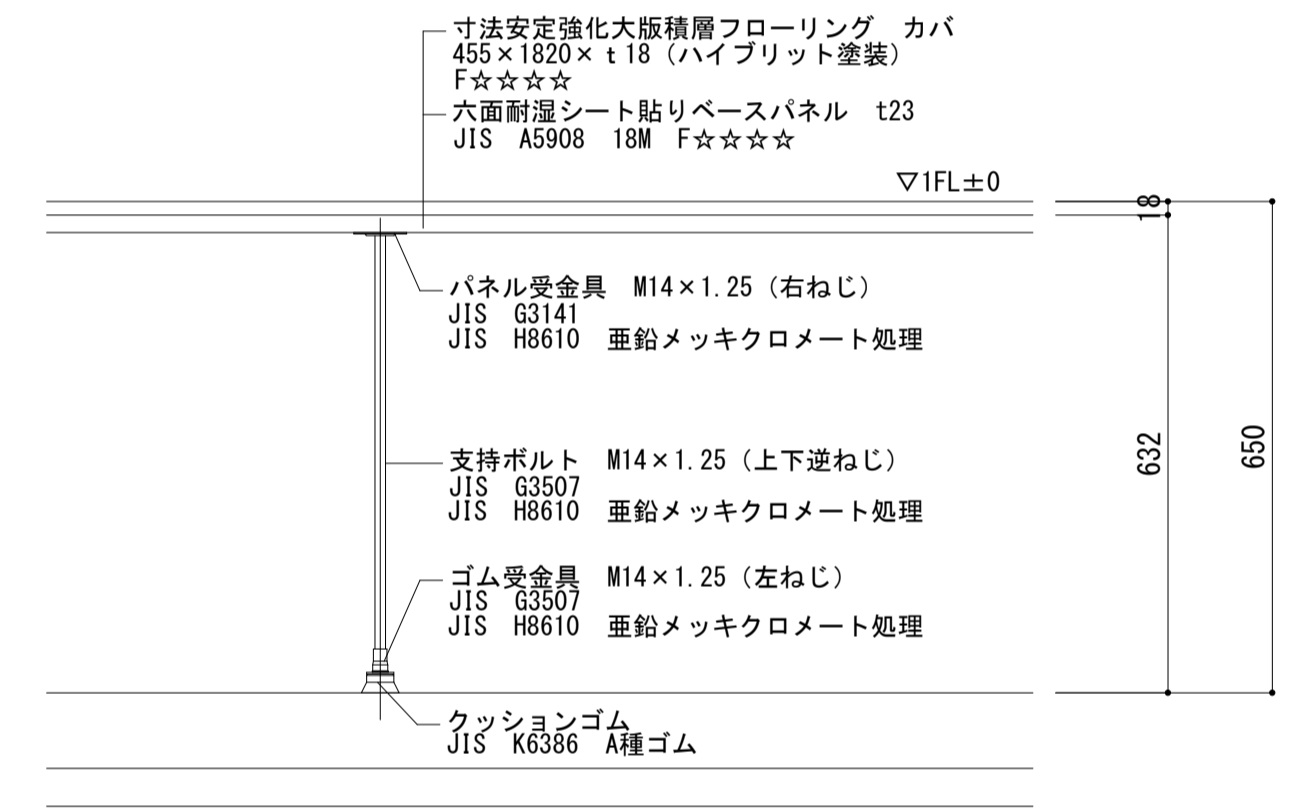 寸法安定強化大版積層フローリング　カバ
455×1820×ｔ18（ハイブリット塗装）
F☆☆☆☆
六面耐湿シート貼りベースパネル　t23
JIS　A5908　18M　F☆☆☆☆
▽1FL±0
18
パネル受金具　M14×1.25（右ねじ）
JIS　G3141
JIS　H8610　亜鉛メッキクロメート処理
支持ボルト　M14×1.25（上下逆ねじ）
JIS　G3507
JIS　H8610　亜鉛メッキクロメート処理
632
650
ゴム受金具　M14×1.25（左ねじ）
JIS　G3507
JIS　H8610　亜鉛メッキクロメート処理
クッションゴム
JIS　K6386　A種ゴム